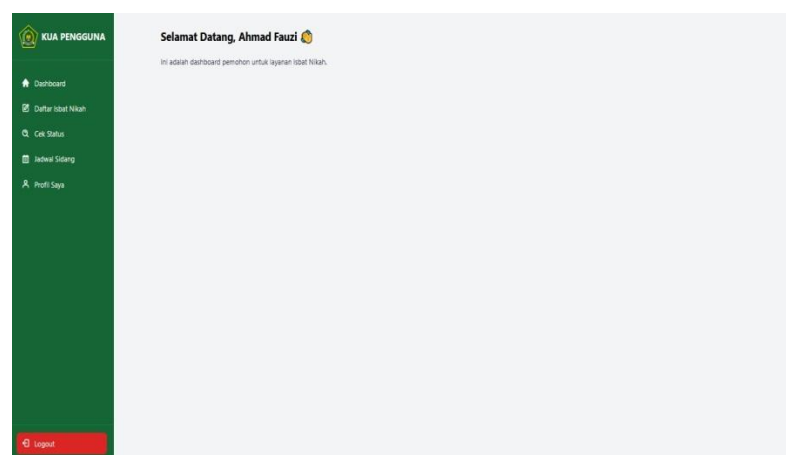 KUA PENGGUNA
Dashboard
Daftar Isbat Nikah
Cek Status
Jadwal Sidang
Profil Saya
Logout
Selamat Datang, Ahmad Fauzi 👋
Ini adalah dashboard pemohon untuk layanan Isbat Nikah.